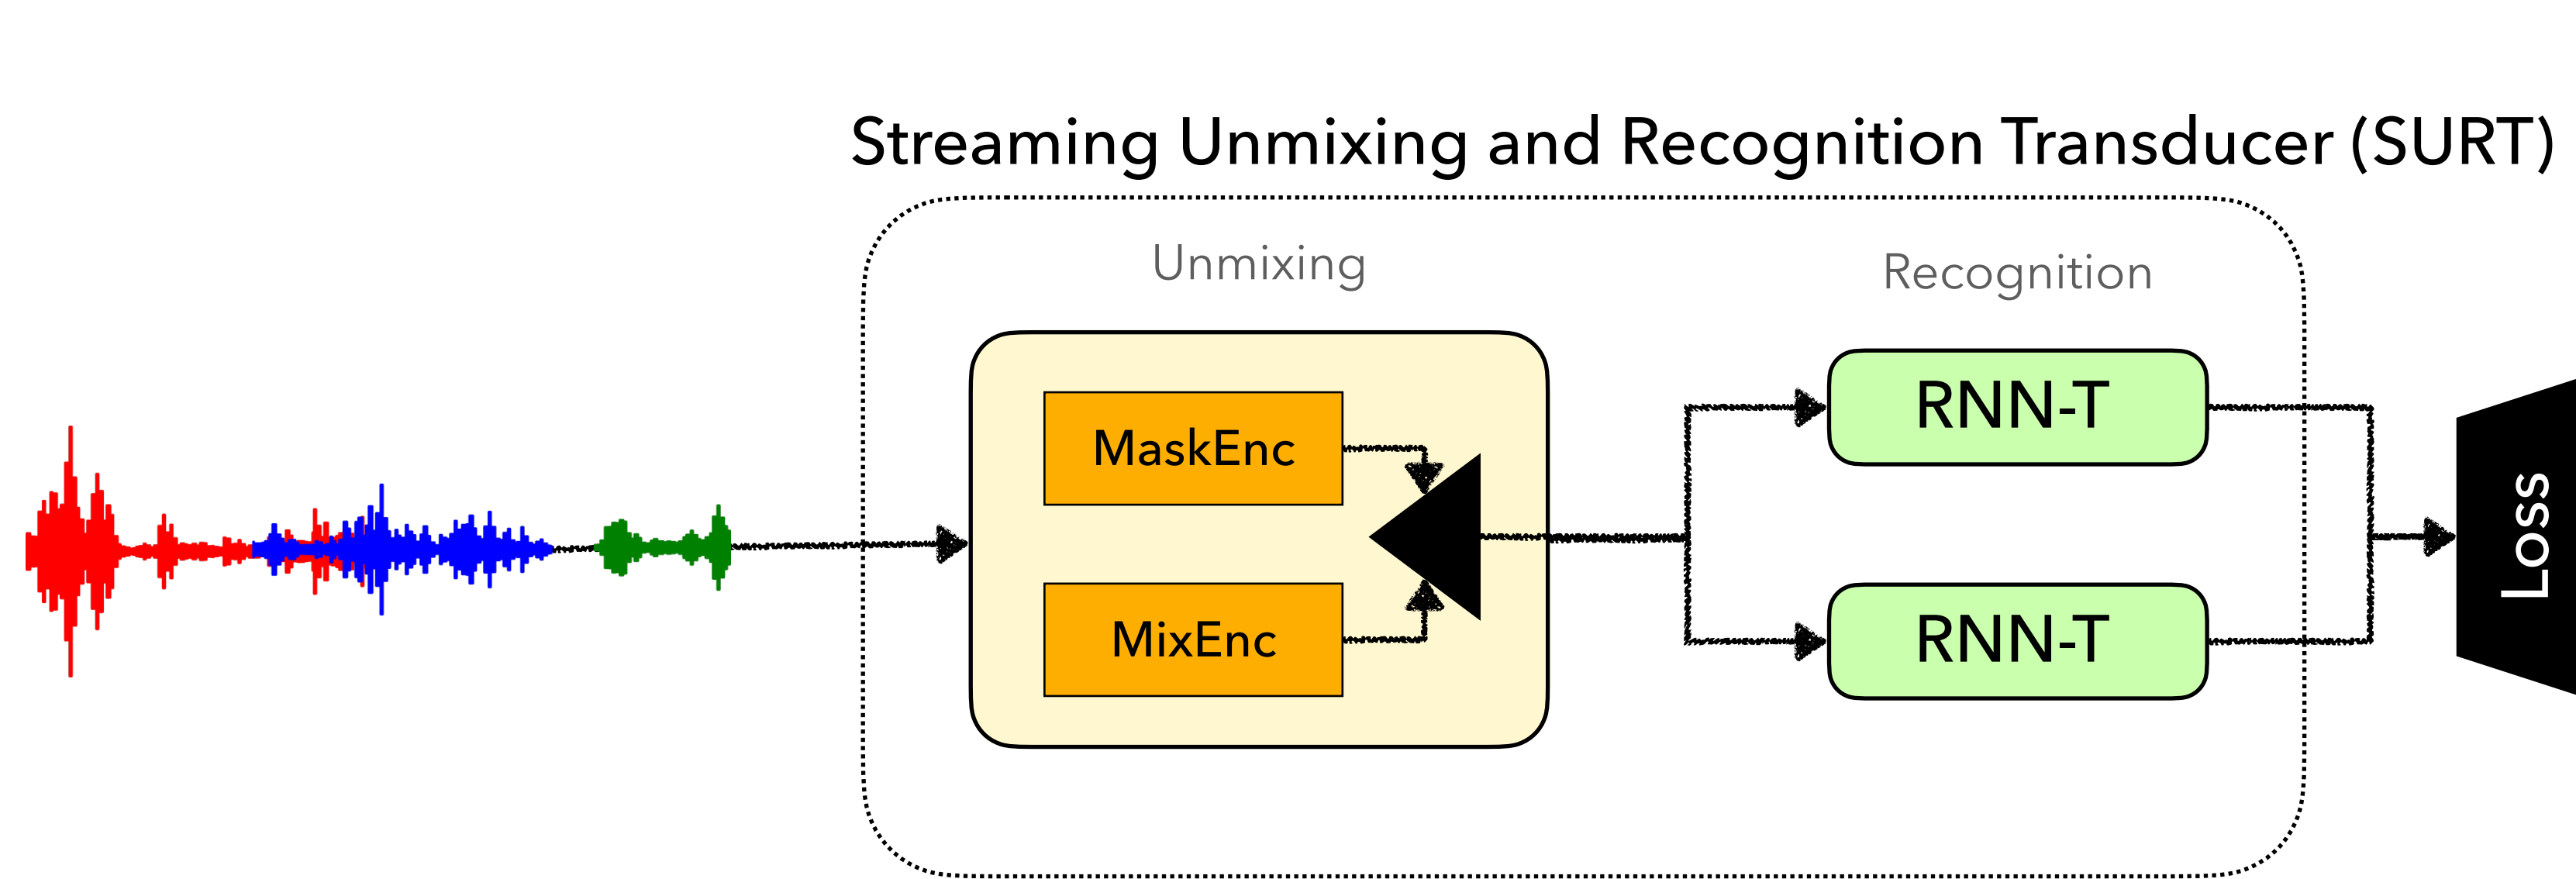 Streaming Unmixing and Recognition Transducer (SURT)
Unmixing
Recognition
MaskEnc
MixEnc
RNN-T
RNN-T
Loss